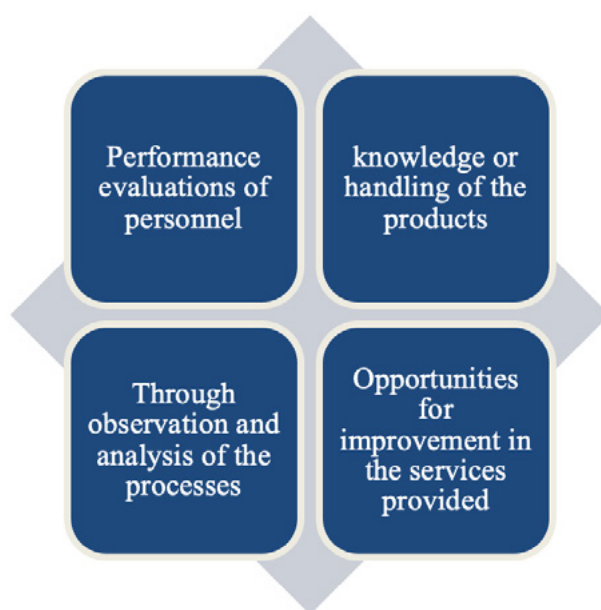 Performance
evaluations of
personnel
knowledge or
handling of the
products
Through
observation and
analysis of the
processes
Opportunities
for
improvement in
the services
provided